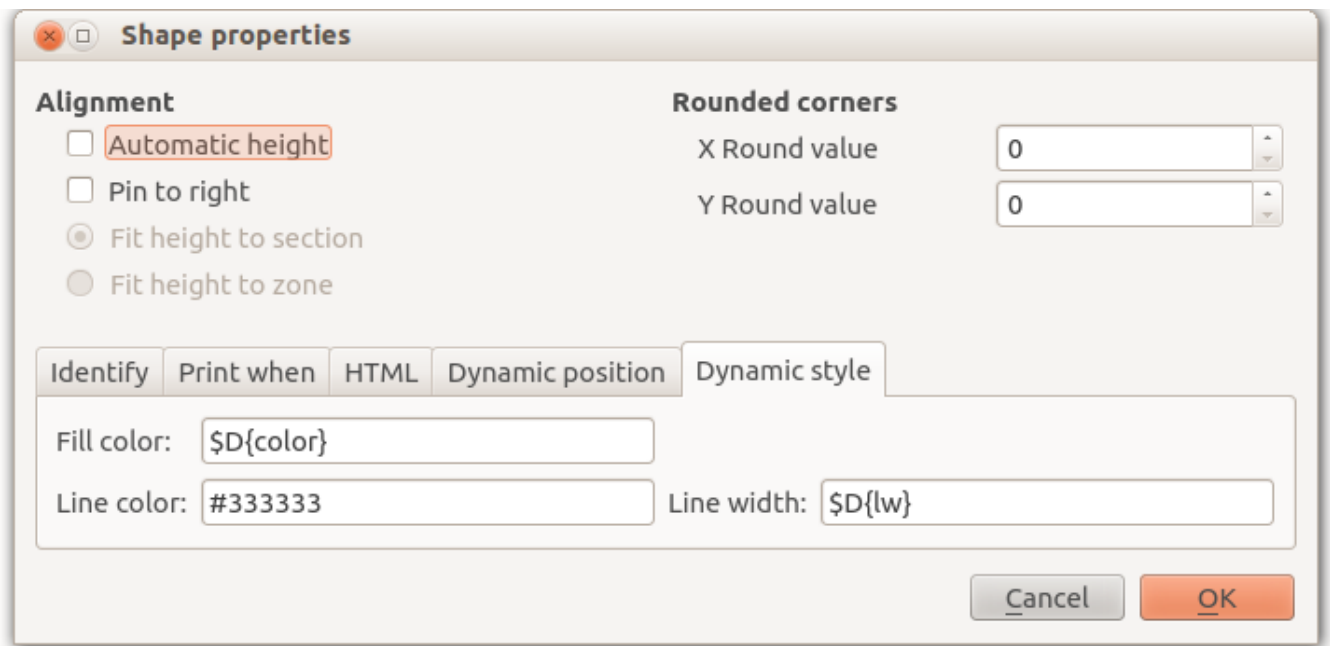 Shape properties
Alignment
Automatic height
Pin to right
Fit height to section
Fit height to zone
Rounded corners
X Round value 0
Y Round value 0
Identify Print when HTML Dynamic position Dynamic style
Fill color: $D{color}
Line color: #333333 Line width: $D{lw}
Cancel OK